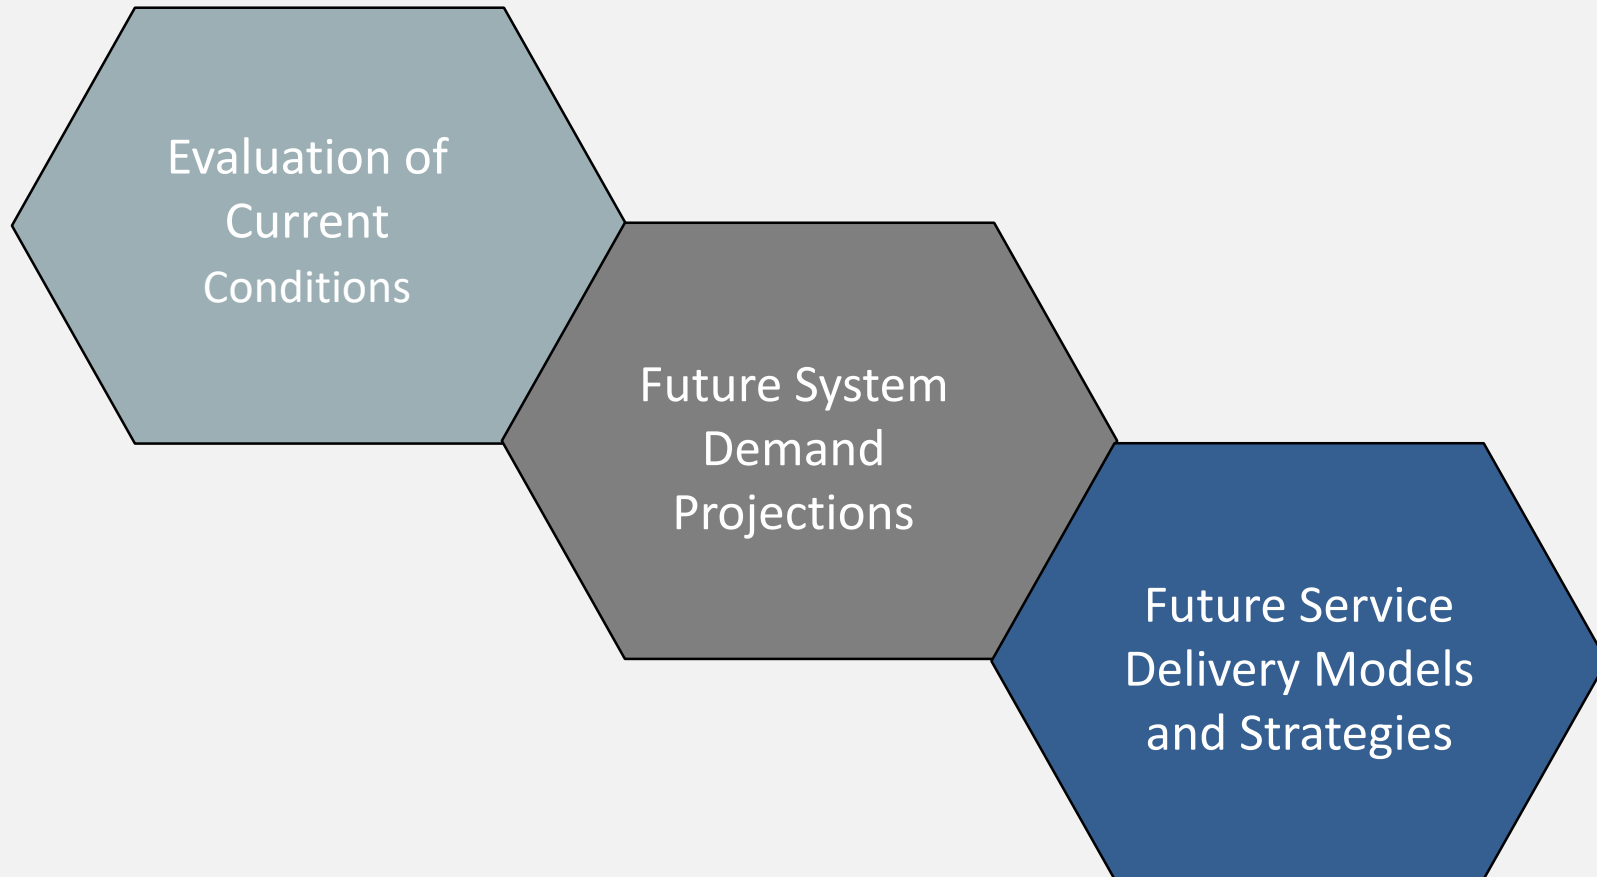 Evaluation of
Current
Conditions
Future System
Demand
Projections
Future Service
Delivery Models
and Strategies